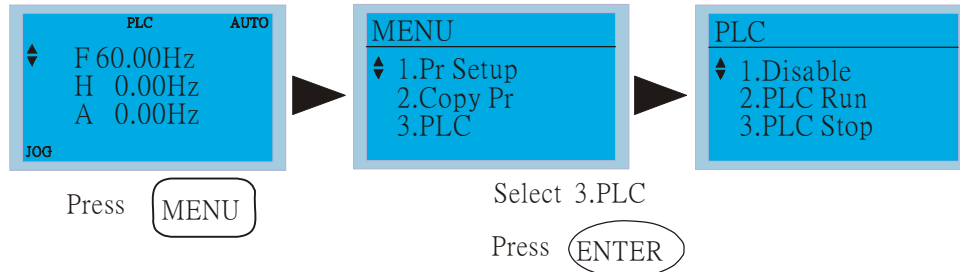 PLC AUTO
F 60.00Hz
H 0.00Hz
A 0.00Hz
JOG
Press MENU
MENU
1.Pr Setup
2.Copy Pr
3.PLC
Select 3.PLC
Press ENTER
PLC
1.Disable
2.PLC Run
3.PLC Stop